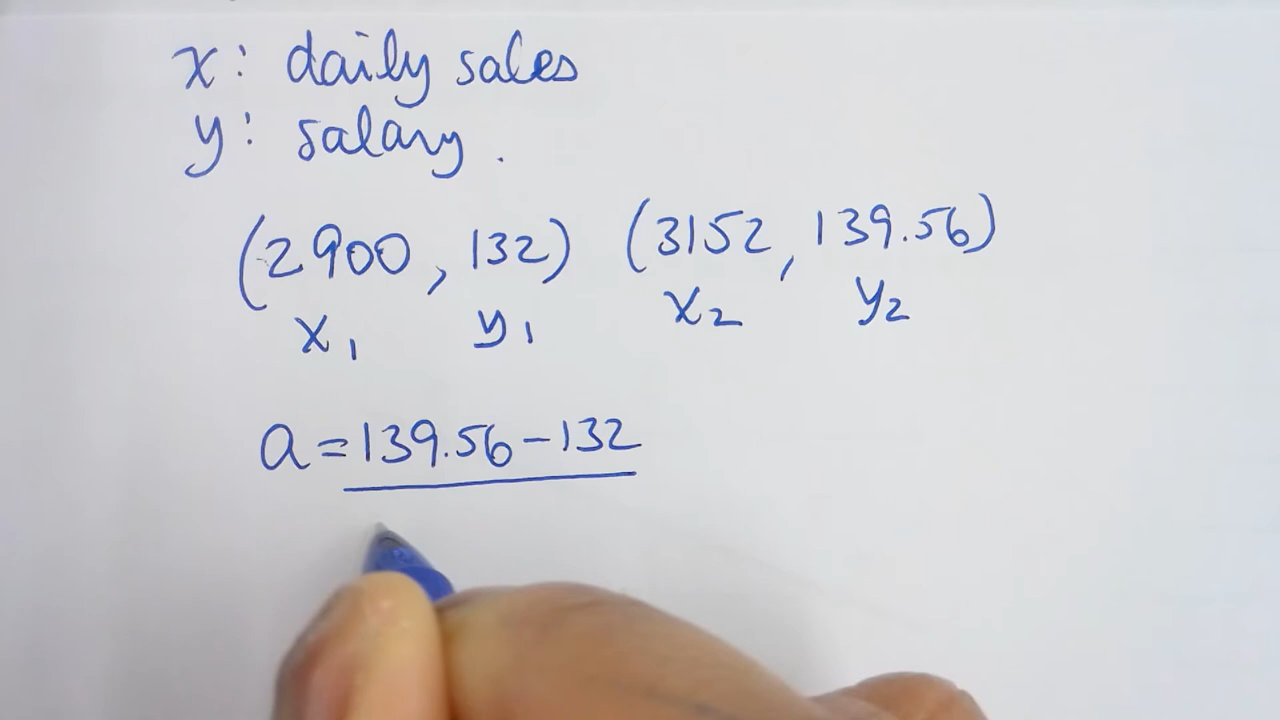 x: daily sales
y: salary.
(2900, 132) (3152, 139.56)
x₁ y₁ x₂ y₂
a = 139.56 - 132